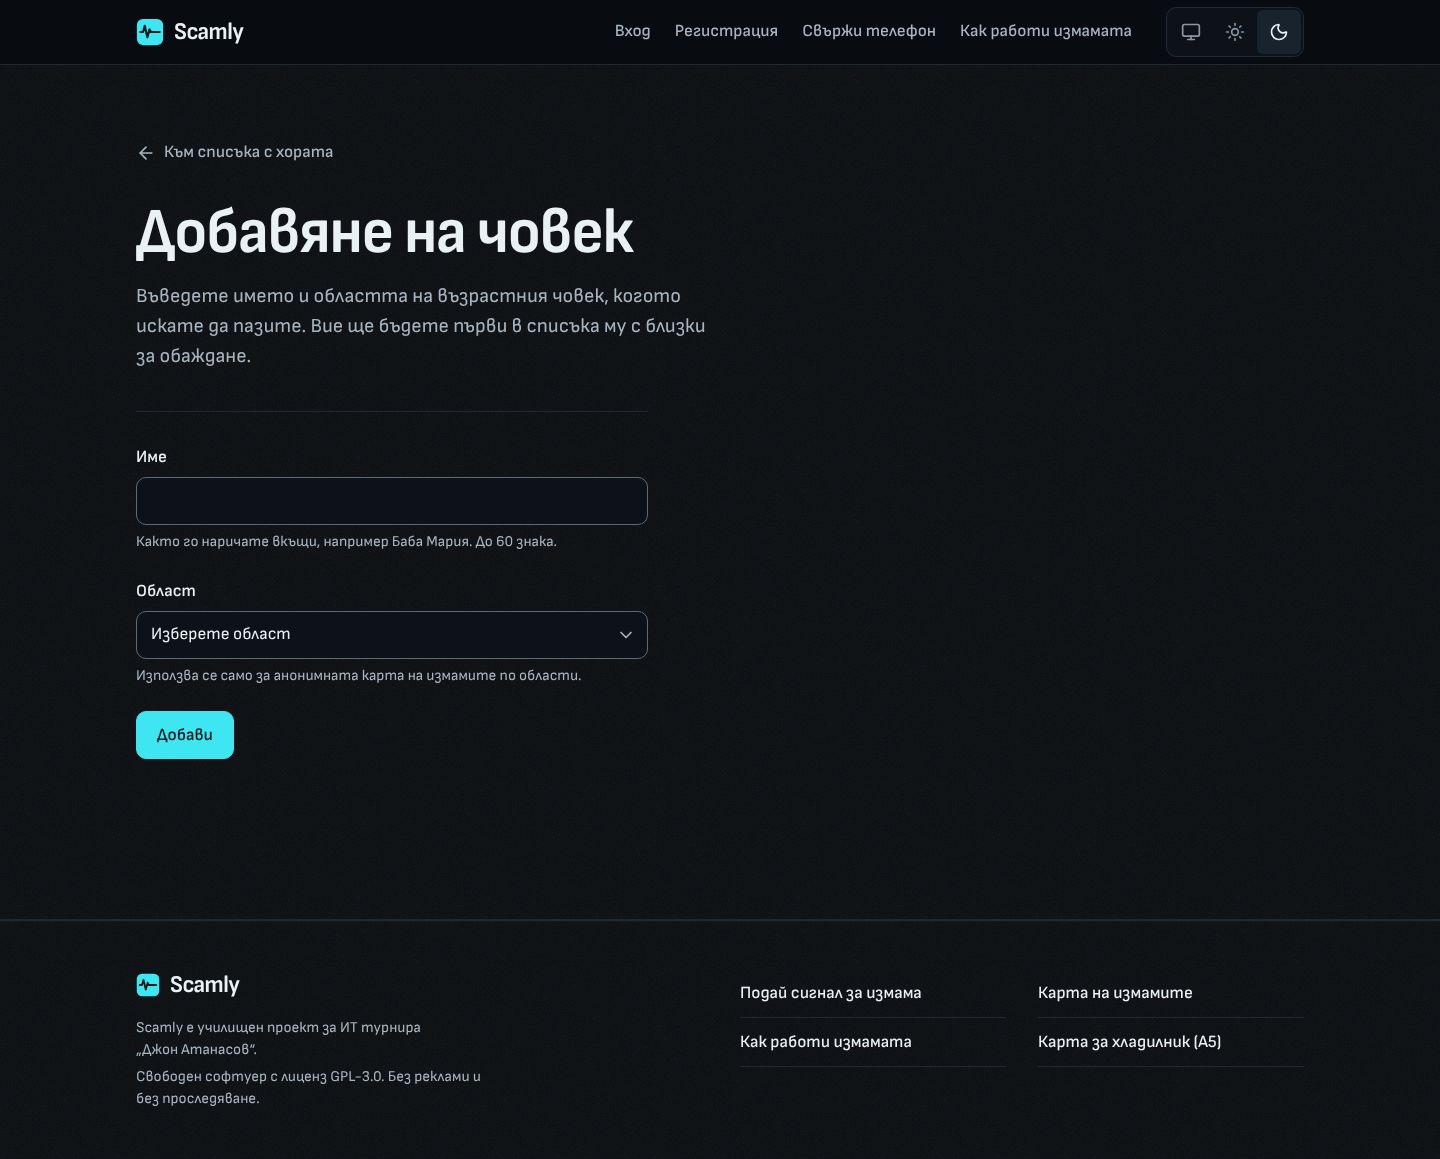 Scamly
Вход
Регистрация
Свържи телефон
Как работи измамата
Към списъка с хората
Добавяне на човек
Въведете името и областта на възрастния човек, когото
искате да пазите. Вие ще бъдете първи в списъка му с близки
за обаждане.
Име
Както го наричате вкъщи, например Баба Мария. До 60 знака.
Област
Изберете област
Използва се само за анонимната карта на измамите по области.
Добави
Scamly
Scamly е училищен проект за ИТ турнира
„Джон Атанасов“.
Свободен софтуер с лиценз GPL-3.0. Без реклами и
без проследяване.
Подай сигнал за измама
Карта на измамите
Как работи измамата
Карта за хладилник (А5)